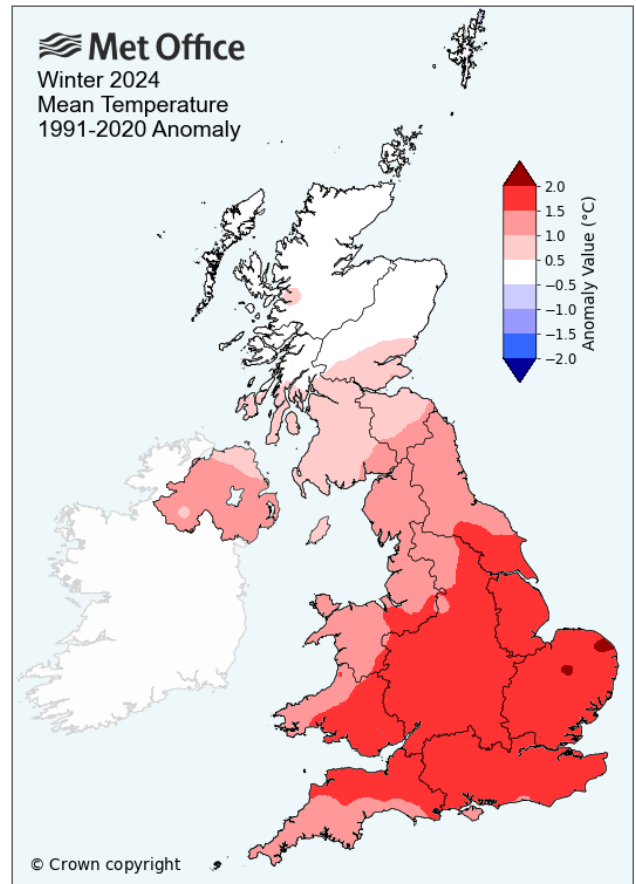 Met Office
Winter 2024
Mean Temperature
1991-2020 Anomaly
2.0
1.5
1.0
0.5
−0.5
−1.0
−1.5
−2.0
Anomaly Value (°C)
© Crown copyright